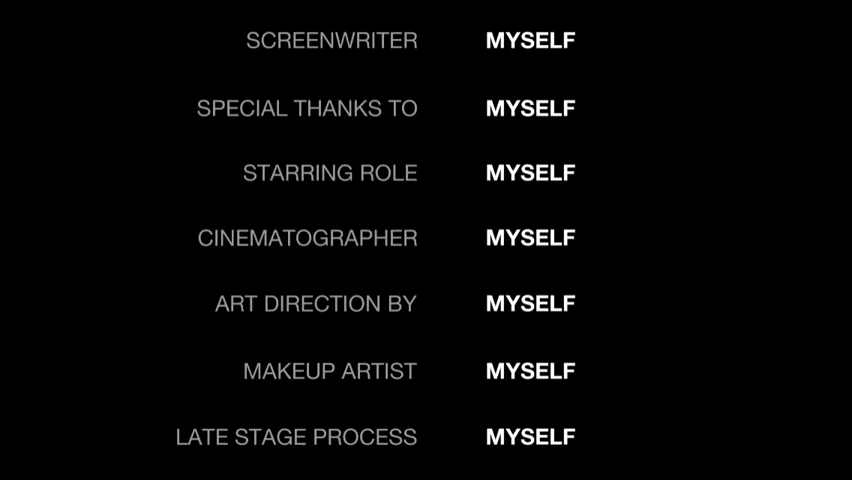 SCREENWRITER MYSELF
SPECIAL THANKS TO MYSELF
STARRING ROLE MYSELF
CINEMATOGRAPHER MYSELF
ART DIRECTION BY MYSELF
MAKEUP ARTIST MYSELF
LATE STAGE PROCESS MYSELF